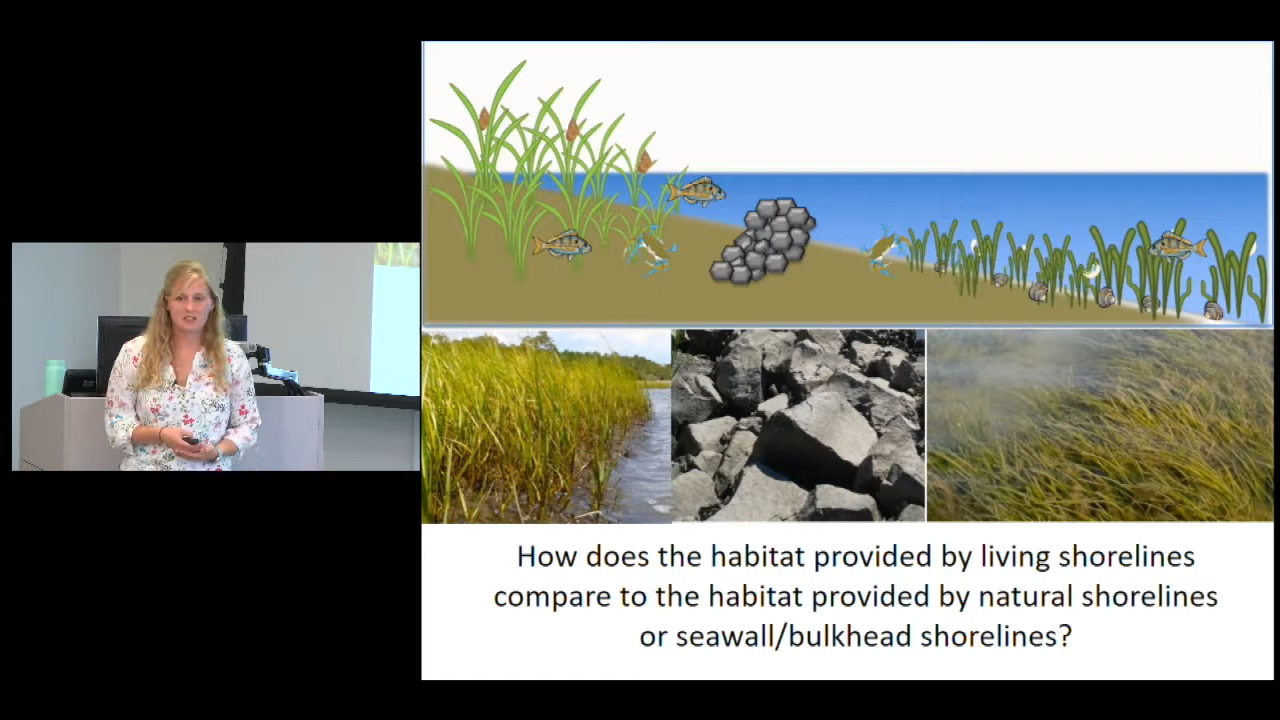 How does the habitat provided by living shorelines
compare to the habitat provided by natural shorelines
or seawall/bulkhead shorelines?